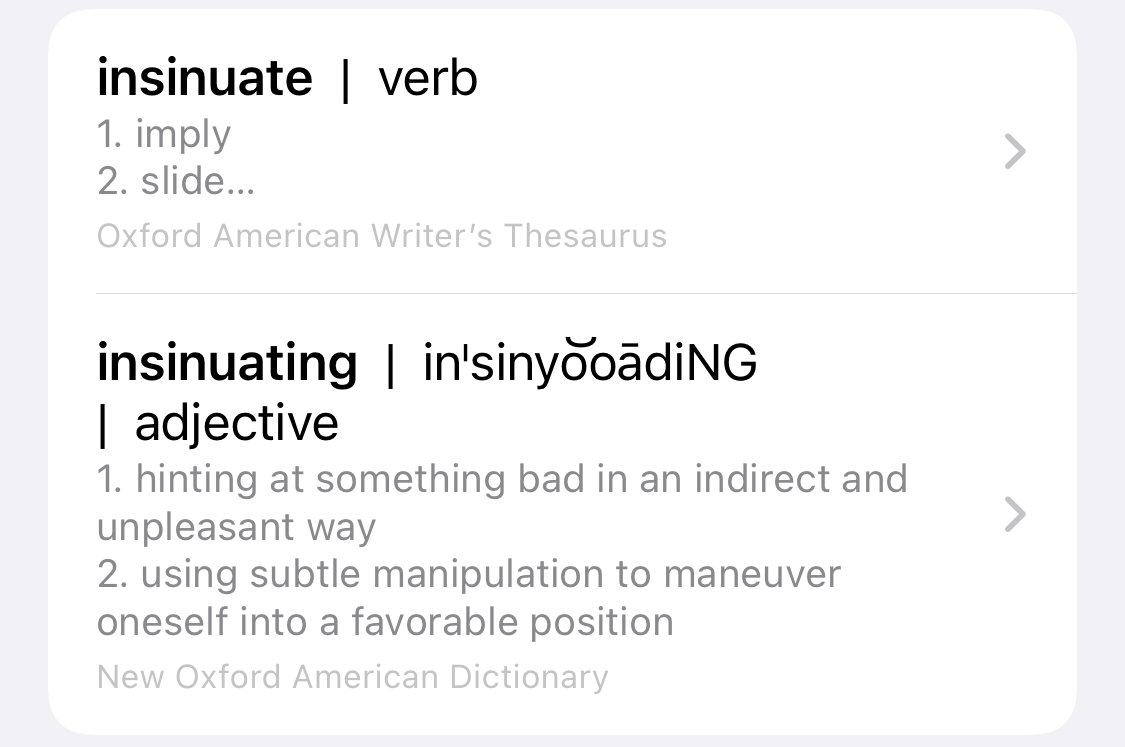 insinuate | verb
1. imply
2. slide...
Oxford American Writer's Thesaurus
insinuating | in'sinyo͝oādiNG
| adjective
1. hinting at something bad in an indirect and
unpleasant way
2. using subtle manipulation to maneuver
oneself into a favorable position
New Oxford American Dictionary